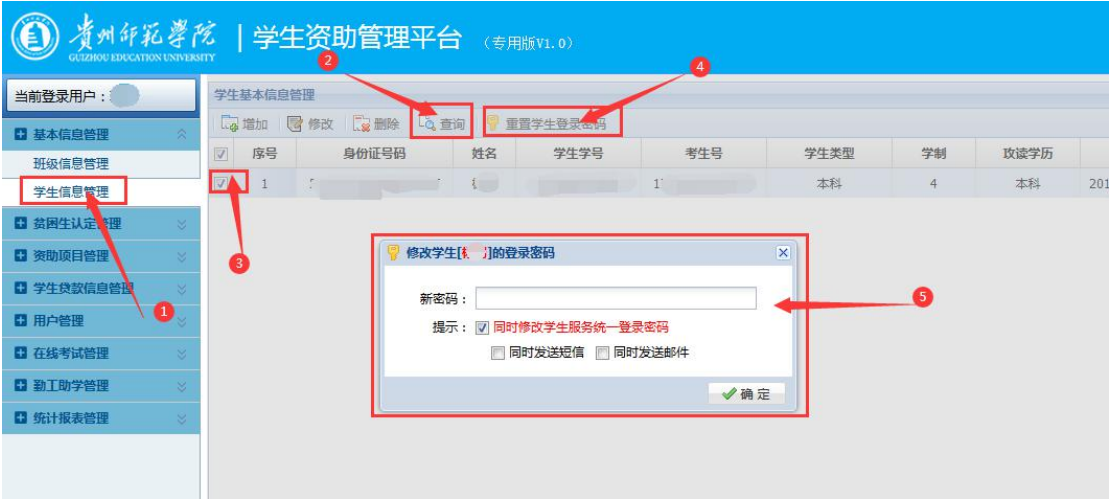 贵州师范学院
GUIZHOU EDUCATION UNIVERSITY
|学生资助管理平台 (专用版V1.0)
2
4
当前登录用户：
学生基本信息管理
基本信息管理
增加 修改 删除 查询 重置学生登录密码
班级信息管理
序号 身份证号码 姓名 学生学号 考生号 学生类型 学制 攻读学历
学生信息管理
1 本科 4 本科 201
贫困生认定管理
修改学生[ ]的登录密码
资助项目管理
3
学生贷款信息管理
新密码：
5
1
用户管理
提示： 同时修改学生服务统一登录密码
在线考试管理
同时发送短信 同时发送邮件
勤工助学管理
确定
统计报表管理